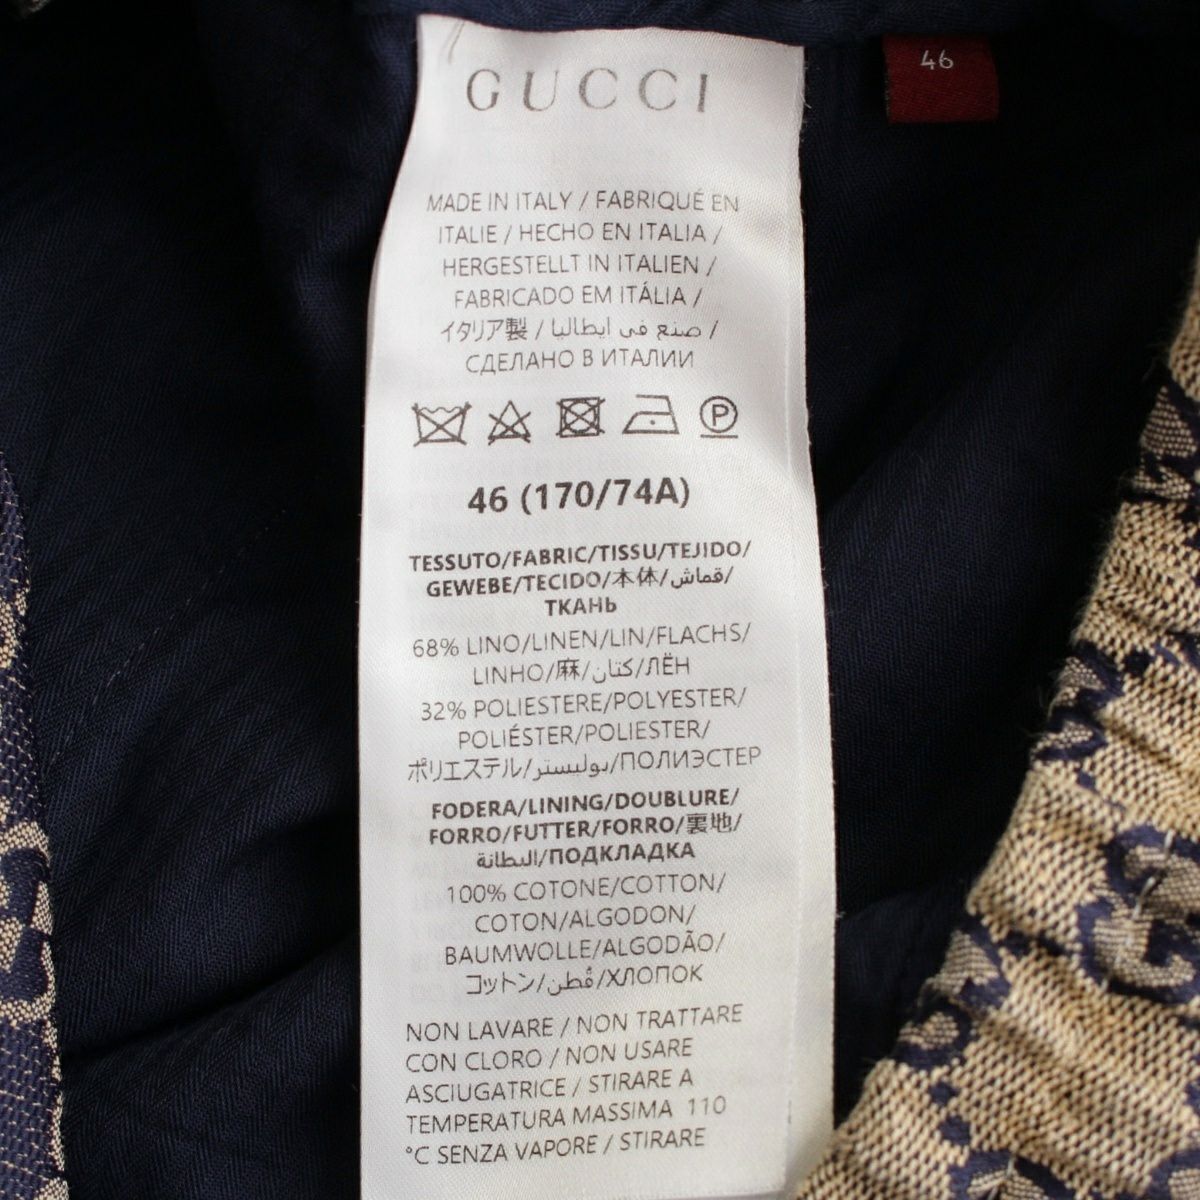 GUCCI
46
MADE IN ITALY / FABRIQUÉ EN
ITALIE / HECHO EN ITALIA /
HERGESTELLT IN ITALIEN /
FABRICADO EM ITÁLIA /
イタリア製 / صنع في ايطاليا /
СДЕЛАНО В ИТАЛИИ
P
46 (170/74A)
TESSUTO/FABRIC/TISSU/TEJIDO/
GEWEBE/TECIDO/本体/قماش/
ТКАНЬ
68% LINO/LINEN/LIN/FLACHS/
LINHO/麻/كتان/ЛЁН
32% POLIESTERE/POLYESTER/
POLIÉSTER/POLIESTER/
ポリエステル/بوليستر/ПОЛИЭСТЕР
FODERA/LINING/DOUBLURE/
FORRO/FUTTER/FORRO/裏地/
البطانة/ПОДКЛАДКА
100% COTONE/COTTON/
COTON/ALGODON/
BAUMWOLLE/ALGODÃO/
コットン/قُطن/ХЛОПОК
NON LAVARE / NON TRATTARE
CON CLORO / NON USARE
ASCIUGATRICE / STIRARE A
TEMPERATURA MASSIMA 110
°C SENZA VAPORE / STIRARE